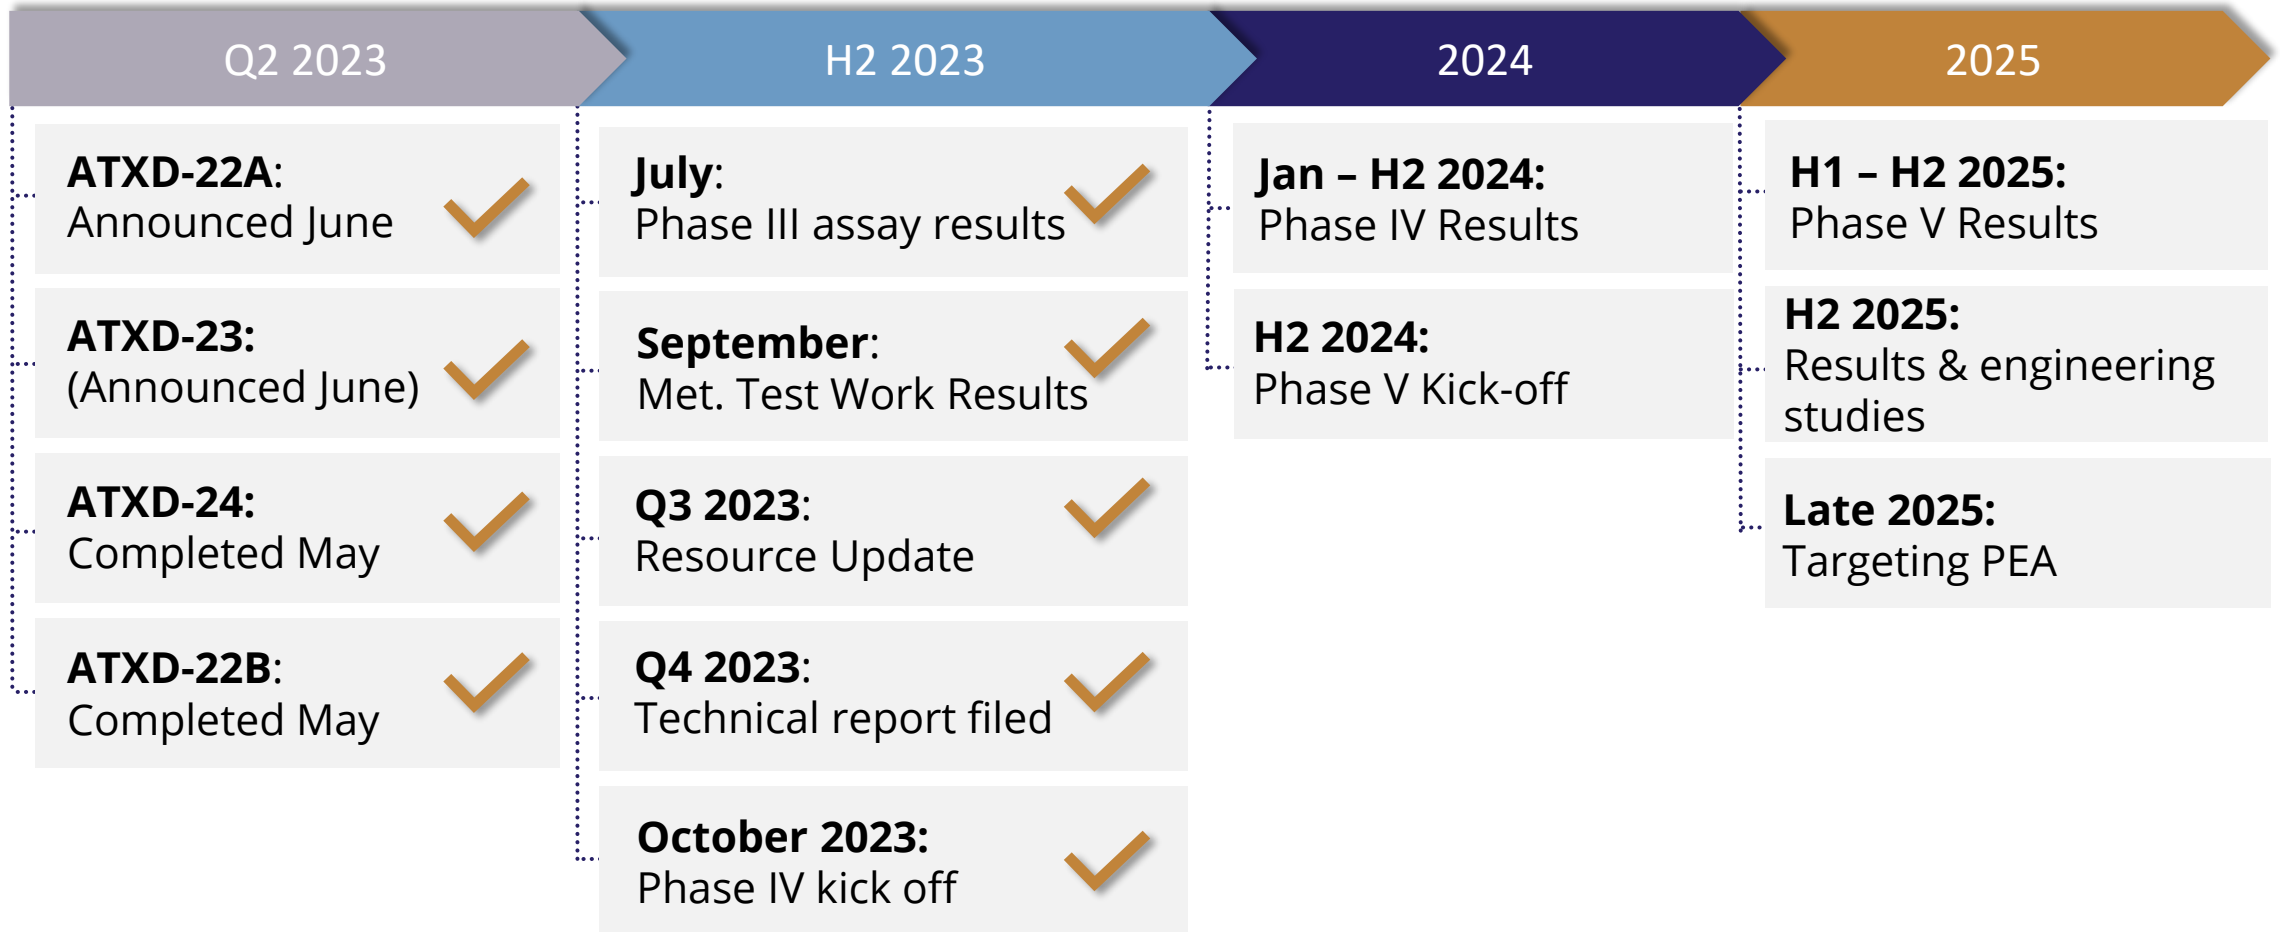 Q2 2023
H2 2023
2024
2025
ATXD-22A:
Announced June
ATXD-23:
(Announced June)
ATXD-24:
Completed May
ATXD-22B:
Completed May
July:
Phase III assay results
September:
Met. Test Work Results
Q3 2023:
Resource Update
Q4 2023:
Technical report filed
October 2023:
Phase IV kick off
Jan – H2 2024:
Phase IV Results
H2 2024:
Phase V Kick-off
H1 – H2 2025:
Phase V Results
H2 2025:
Results & engineering
studies
Late 2025:
Targeting PEA